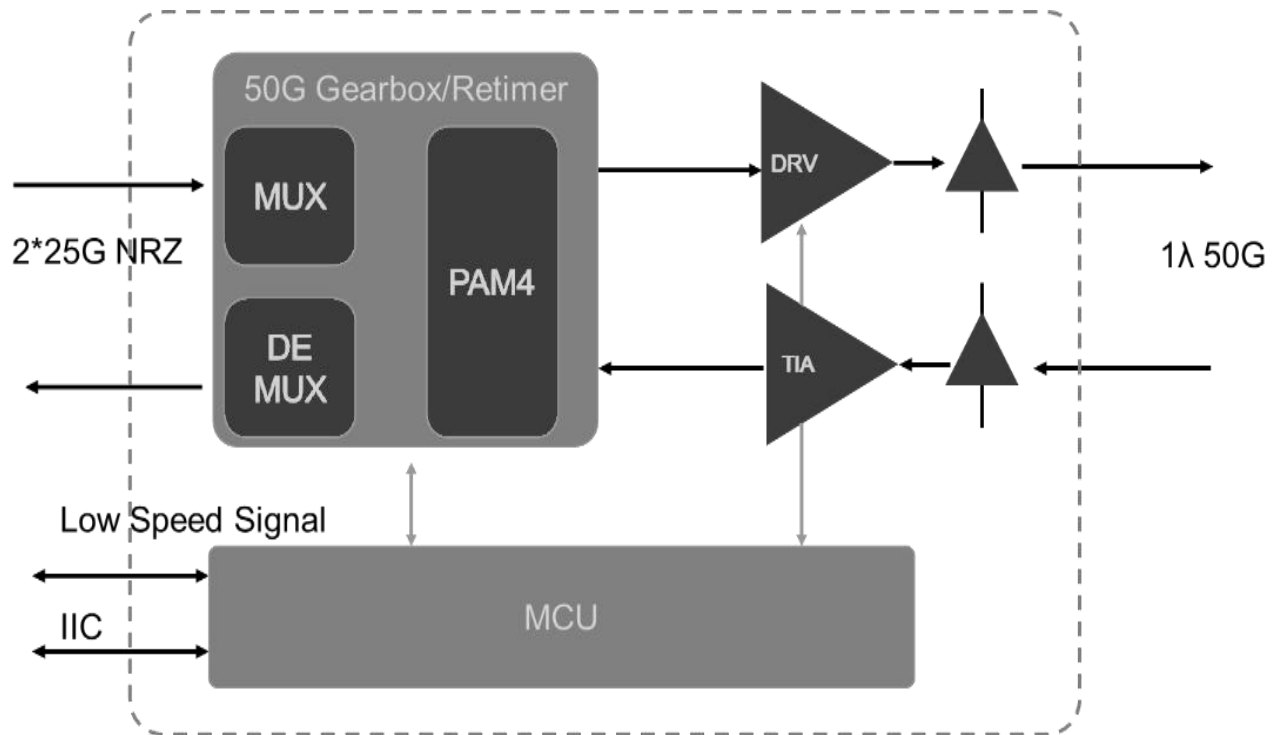 50G Gearbox/Retimer
MUX
DE
MUX
PAM4
DRV
TIA
2*25G NRZ
1λ 50G
Low Speed Signal
IIC
MCU